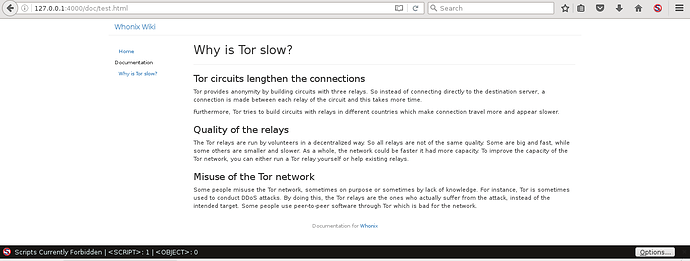 127.0.0.1:4000/doc/test.html
Search
Whonix Wiki
Home
Documentation
Why is Tor slow?
Why is Tor slow?
Tor circuits lengthen the connections
Tor provides anonymity by building circuits with three relays. So instead of connecting directly to the destination server, a
connection is made between each relay of the circuit and this takes more time.
Furthermore, Tor tries to build circuits with relays in different countries which make connection travel more and appear slower.
Quality of the relays
The Tor relays are run by volunteers in a decentralized way. So all relays are not of the same quality. Some are big and fast, while
some others are smaller and slower. As a whole, the network could be faster it had more capacity. To improve the capacity of the
Tor network, you can either run a Tor relay yourself or help existing relays.
Misuse of the Tor network
Some people misuse the Tor network, sometimes on purpose or sometimes by lack of knowledge. For instance, Tor is sometimes
used to conduct DDoS attacks. By doing this, the Tor relays are the ones who actually suffer from the attack, instead of the
intended target. Some people use peer-to-peer software through Tor which is bad for the network.
Documentation for Whonix
Scripts Currently Forbidden | <SCRIPT>: 1 | <OBJECT>: 0
Options...